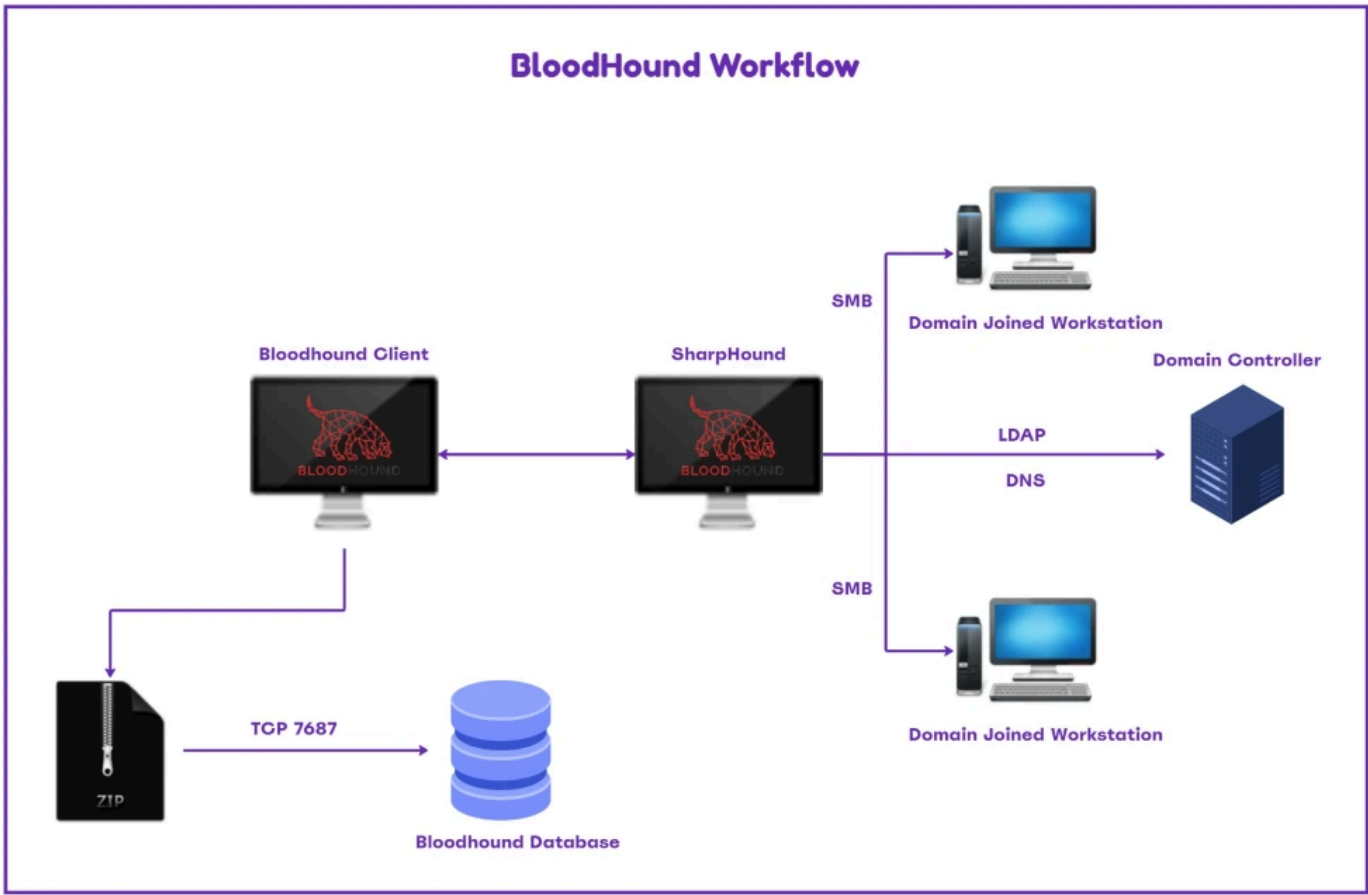 BloodHound Workflow
SMB
Domain Joined Workstation
Bloodhound Client
SharpHound
Domain Controller
BLOODHOUND
BLOODHOUND
LDAP
DNS
SMB
Domain Joined Workstation
ZIP
TCP 7687
Bloodhound Database